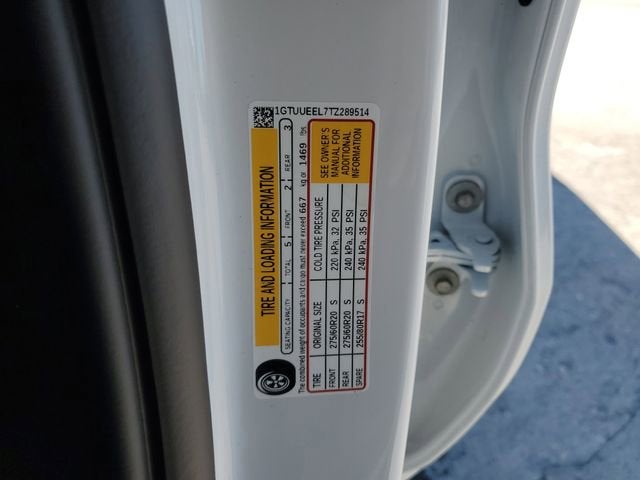 1GTUUEEL7TZ289514
TIRE AND LOADING INFORMATION
SEATING CAPACITY TOTAL 5 FRONT 2 REAR 3
The combined weight of occupants and cargo must never exceed 667 kg or 1469 lbs
TIRE ORIGINAL SIZE COLD TIRE PRESSURE
FRONT 275/60R20 S 220 kPa, 32 PSI
REAR 275/60R20 S 240 kPa, 35 PSI
SPARE 255/80R17 S 240 kPa, 35 PSI
SEE OWNER'S
MANUAL FOR
ADDITIONAL
INFORMATION